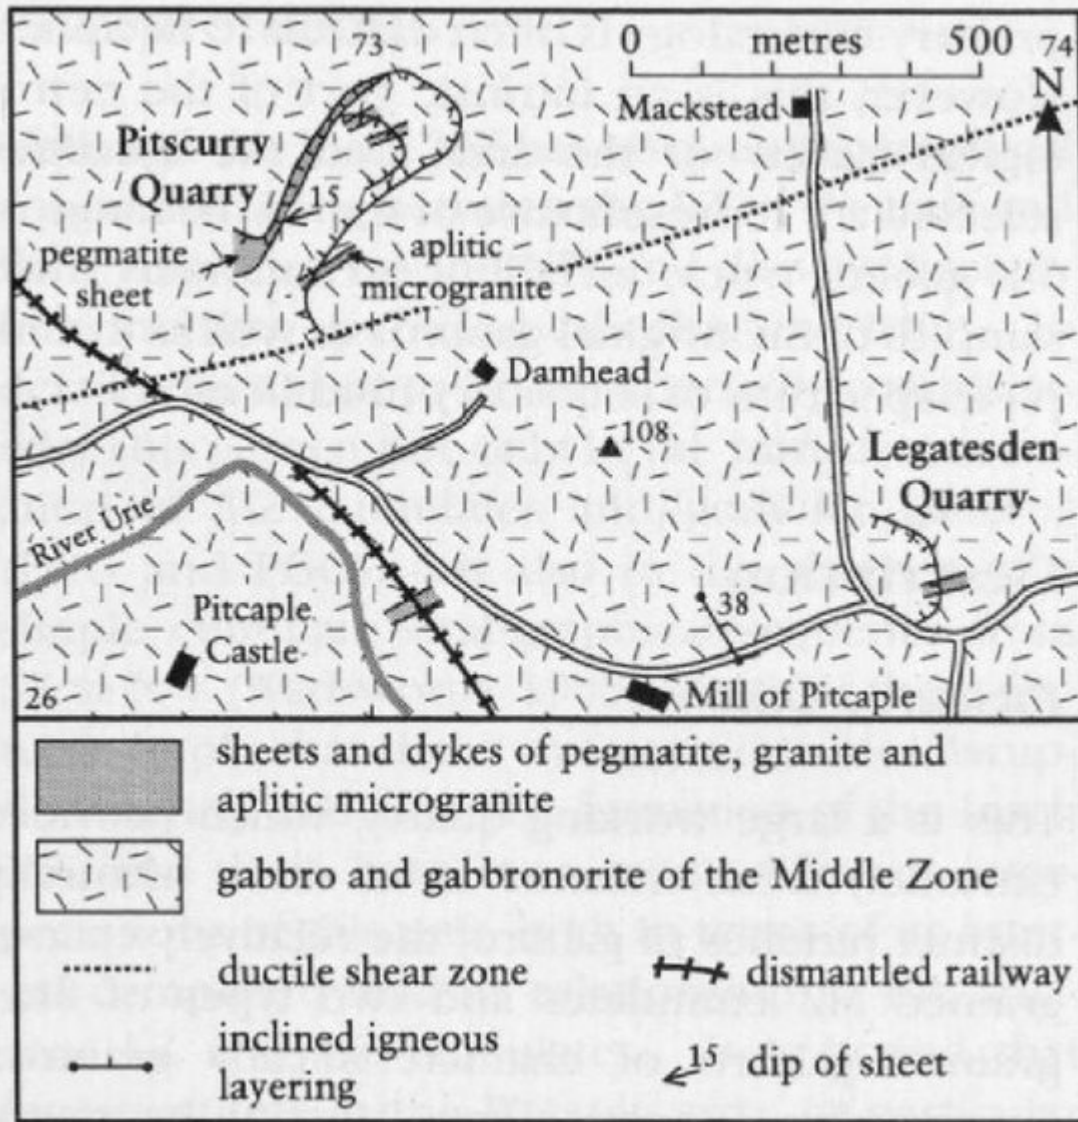 73
0 metres 500
74
N
Mackstead
Pitscurry
Quarry
15
pegmatite
sheet
aplitic
microgranite
Damhead
108
Legatesden
Quarry
River Urie
Pitcaple
Castle
38
26
Mill of Pitcaple
sheets and dykes of pegmatite, granite and
aplitic microgranite
gabbro and gabbronorite of the Middle Zone
ductile shear zone
dismantled railway
inclined igneous
layering
15 dip of sheet